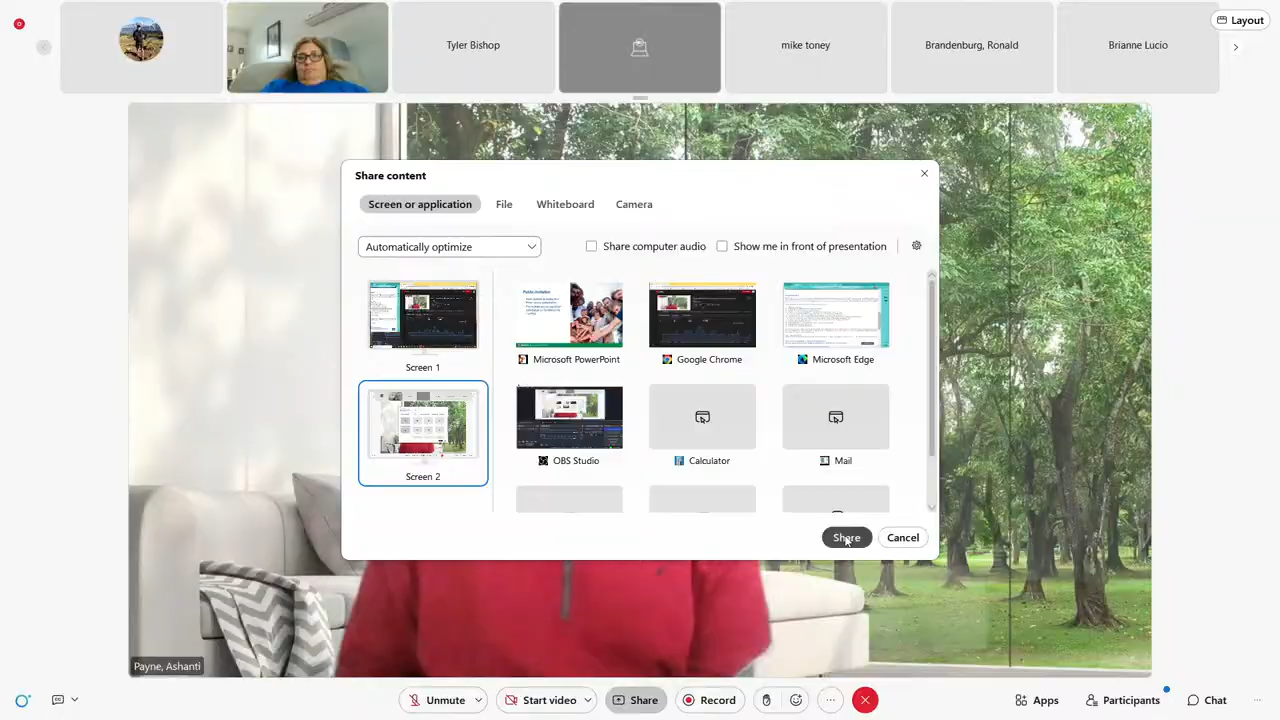 Layout
Tyler Bishop
mike toney
Brandenburg, Ronald
Brianne Lucio
Share content
Screen or application
File
Whiteboard
Camera
Automatically optimize
Share computer audio
Show me in front of presentation
Screen 1
Public Invitation
Microsoft PowerPoint
Google Chrome
Microsoft Edge
Screen 2
OBS Studio
Calculator
Mail
Share
Cancel
Payne, Ashanti
Unmute
Start video
Share
Record
Apps
Participants
Chat